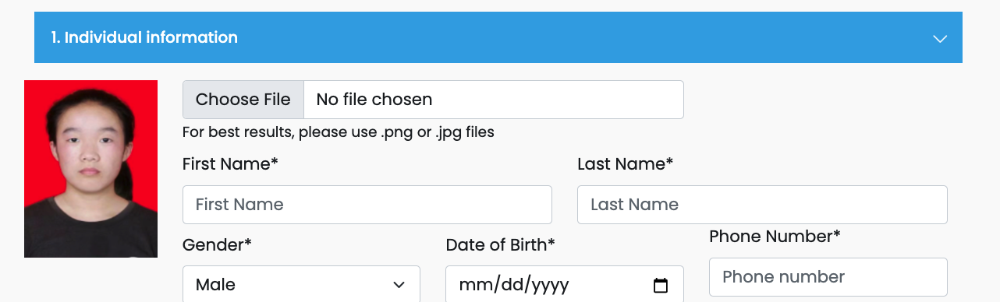 1. Individual information
Choose File No file chosen
For best results, please use .png or .jpg files
First Name* Last Name*
First Name Last Name
Gender* Date of Birth* Phone Number*
Male mm/dd/yyyy Phone number